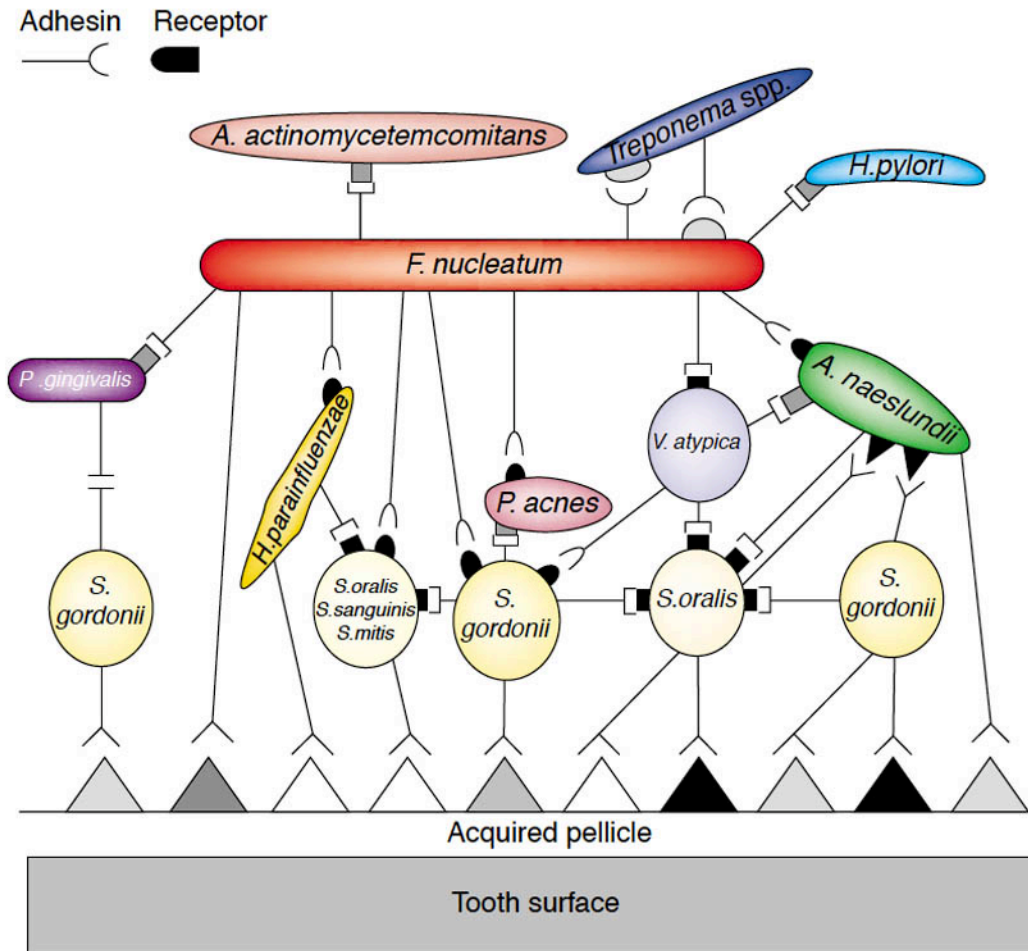 Adhesin
Receptor
A. actinomycetemcomitans
Treponema spp.
H.pylori
F. nucleatum
P .gingivalis
A. naeslundii
H.parainfluenzae
V. atypica
P. acnes
S.
gordonii
S.oralis
S.sanguinis
S.mitis
S.
gordonii
S.oralis
S.
gordonii
Acquired pellicle
Tooth surface